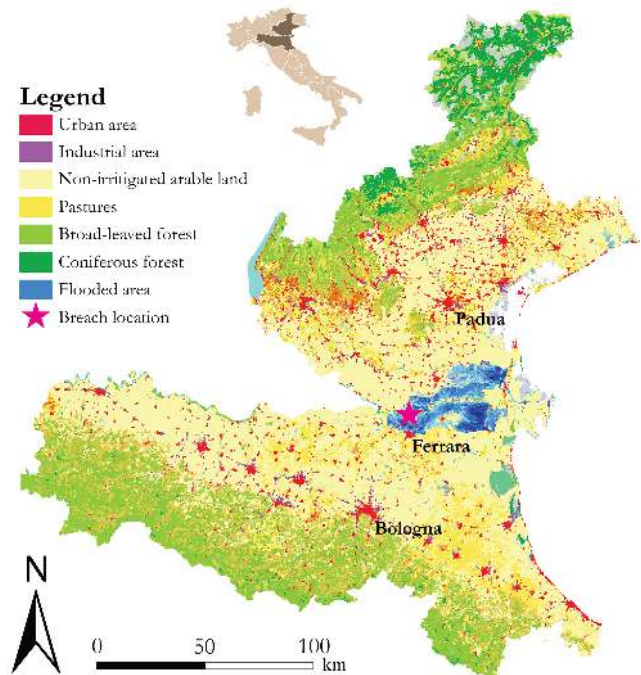 Legend
Urban area
Industrial area
Non-irritigated arable land
Pastures
Broad-leaved forest
Coniferous forest
Flooded area
Breach location
Padua
Ferrara
Bologna
N
0 50 100
km